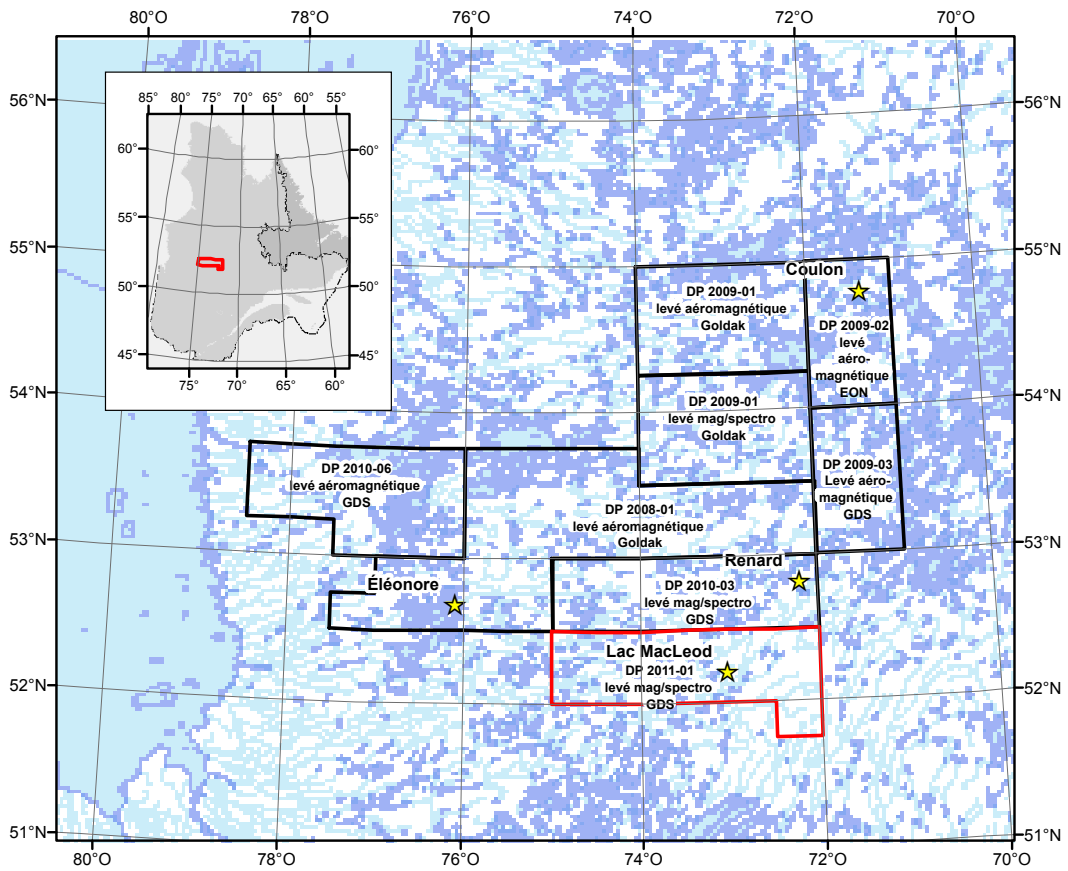 80°O 78°O 76°O 74°O 72°O 70°O
56°N
56°N
85° 80° 75° 70° 65° 60° 55°
60°
60°
55°
55°
50°
50°
45°
45°
75° 70° 65° 60°
55°N
55°N
Coulon
DP 2009-01
levé aéromagnétique
Goldak
DP 2009-02
levé
aéro-
magnétique
EON
54°N
54°N
DP 2009-01
levé mag/spectro
Goldak
DP 2009-03
Levé aéro-
magnétique
GDS
DP 2010-06
levé aéromagnétique
GDS
DP 2008-01
levé aéromagnétique
Goldak
53°N
53°N
Renard
Éléonore
DP 2010-03
levé mag/spectro
GDS
Lac MacLeod
DP 2011-01
levé mag/spectro
GDS
52°N
52°N
51°N
51°N
80°O 78°O 76°O 74°O 72°O 70°O